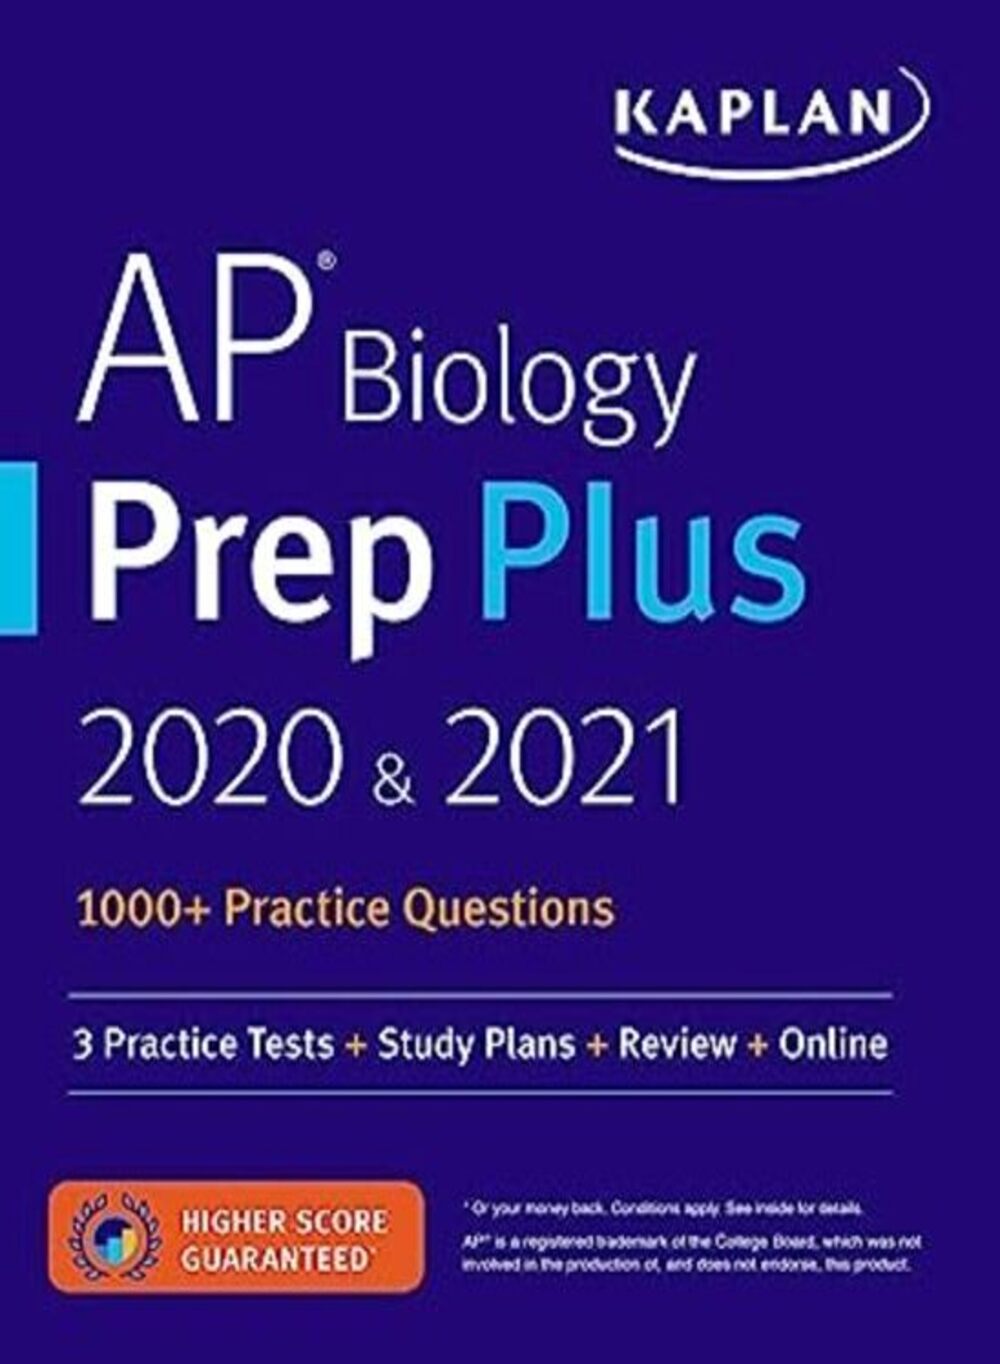 KAPLAN
AP® Biology
Prep Plus
2020 & 2021
1000+ Practice Questions
3 Practice Tests + Study Plans + Review + Online
HIGHER SCORE
GUARANTEED*
* Or your money back. Conditions apply. See inside for details.
AP® is a registered trademark of the College Board, which was not
involved in the production of, and does not endorse, this product.